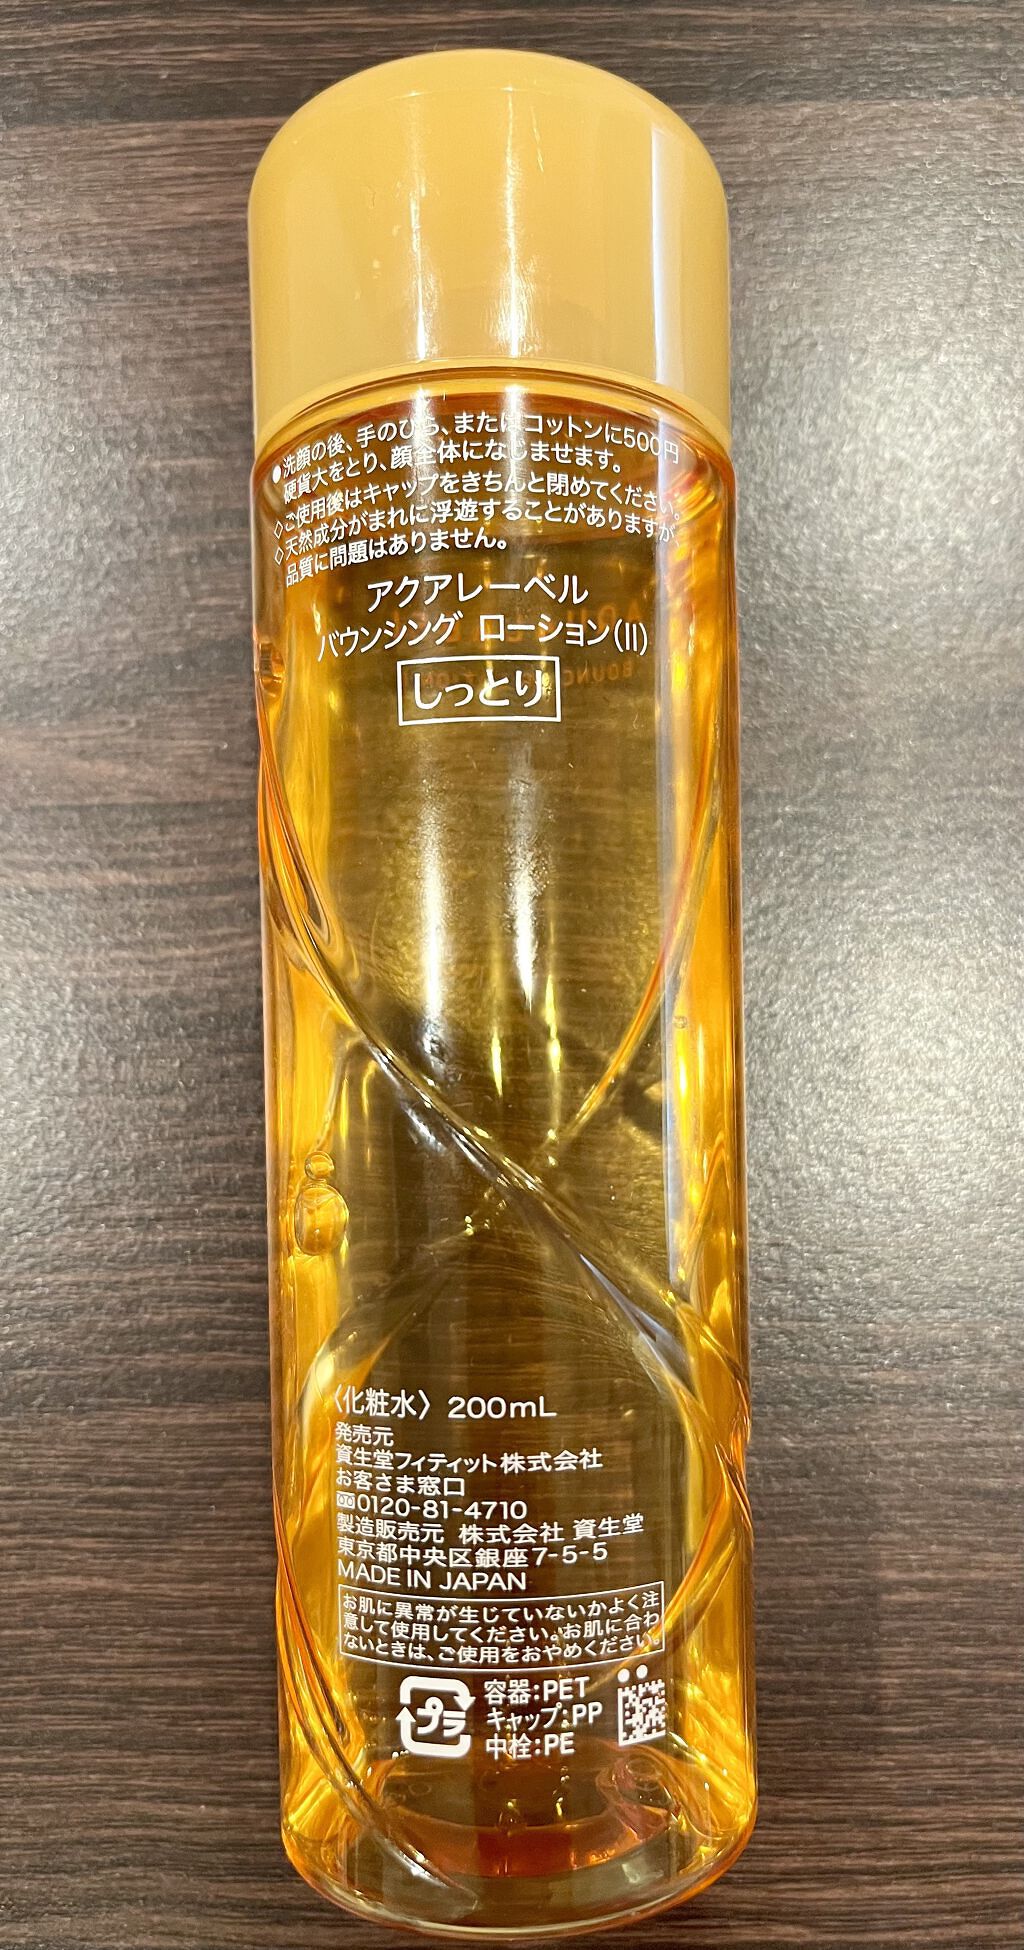 ●洗顔の後、手のひら、またはコットンに500円
硬貨大をとり、顔全体になじませます。
◇ご使用後はキャップをきちんと閉めてください。
◇天然成分がまれに浮遊することがありますが、
品質に問題はありません。
アクアレーベル
バウンシング ローション(II)
しっとり
〈化粧水〉 200mL
発売元
資生堂フィティット株式会社
お客さま窓口
0120-81-4710
製造販売元 株式会社 資生堂
東京都中央区銀座7-5-5
MADE IN JAPAN
お肌に異常が生じていないかよく注
意して使用してください。お肌に合わ
ないときは、ご使用をおやめください。
プラ
容器:PET
キャップ:PP
中栓:PE